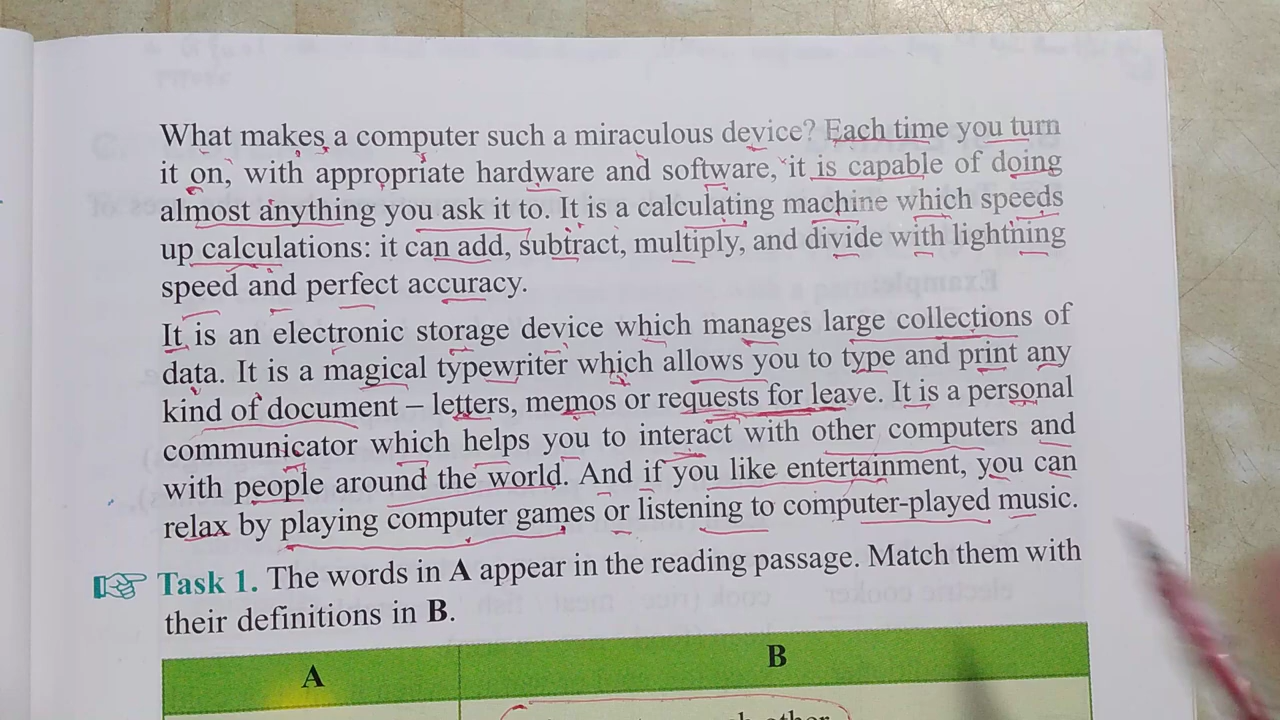 What makes a computer such a miraculous device? Each time you turn
it on, with appropriate hardware and software, it is capable of doing
almost anything you ask it to. It is a calculating machine which speeds
up calculations: it can add, subtract, multiply, and divide with lightning
speed and perfect accuracy.
It is an electronic storage device which manages large collections of
data. It is a magical typewriter which allows you to type and print any
kind of document – letters, memos or requests for leave. It is a personal
communicator which helps you to interact with other computers and
with people around the world. And if you like entertainment, you can
relax by playing computer games or listening to computer-played music.
Task 1. The words in A appear in the reading passage. Match them with
their definitions in B.
A B
other